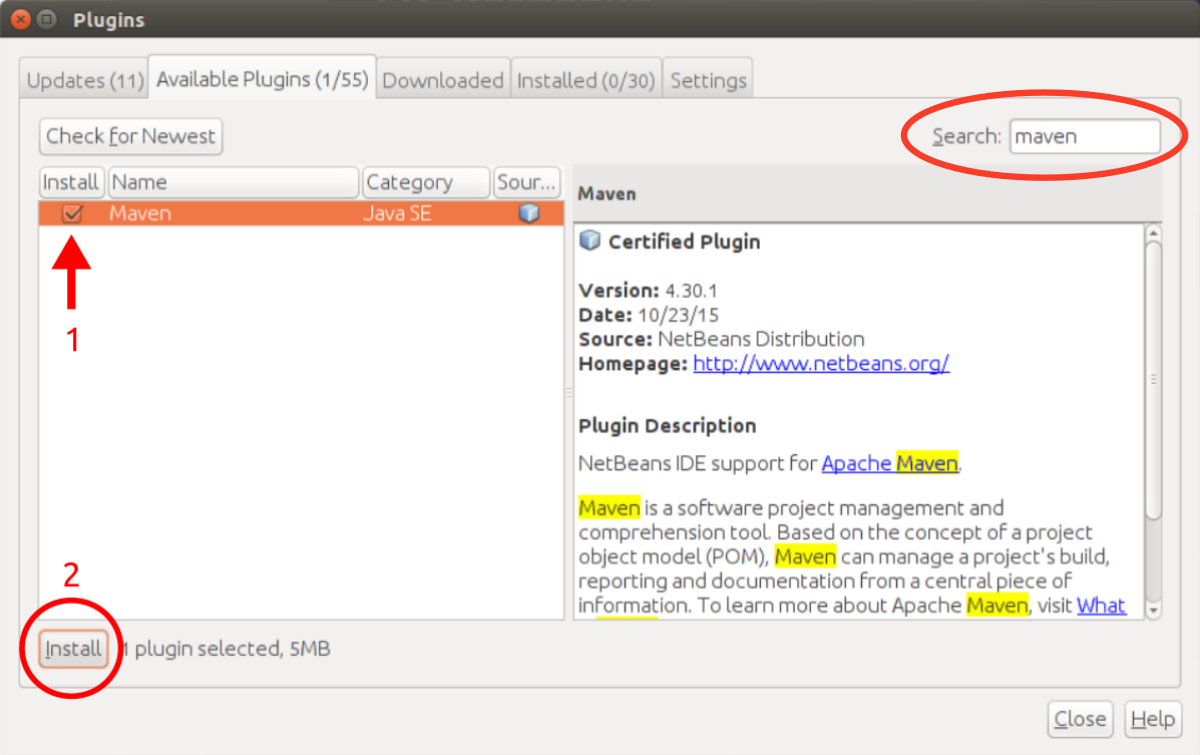 Plugins
Updates (11) Available Plugins (1/55) Downloaded Installed (0/30) Settings
Check for Newest
Search: maven
Install Name Category Sour...
Maven Java SE
1
2
Install 1 plugin selected, 5MB
Maven
Certified Plugin
Version: 4.30.1
Date: 10/23/15
Source: NetBeans Distribution
Homepage: http://www.netbeans.org/
Plugin Description
NetBeans IDE support for Apache Maven.
Maven is a software project management and
comprehension tool. Based on the concept of a project
object model (POM), Maven can manage a project's build,
reporting and documentation from a central piece of
information. To learn more about Apache Maven, visit What
Close Help